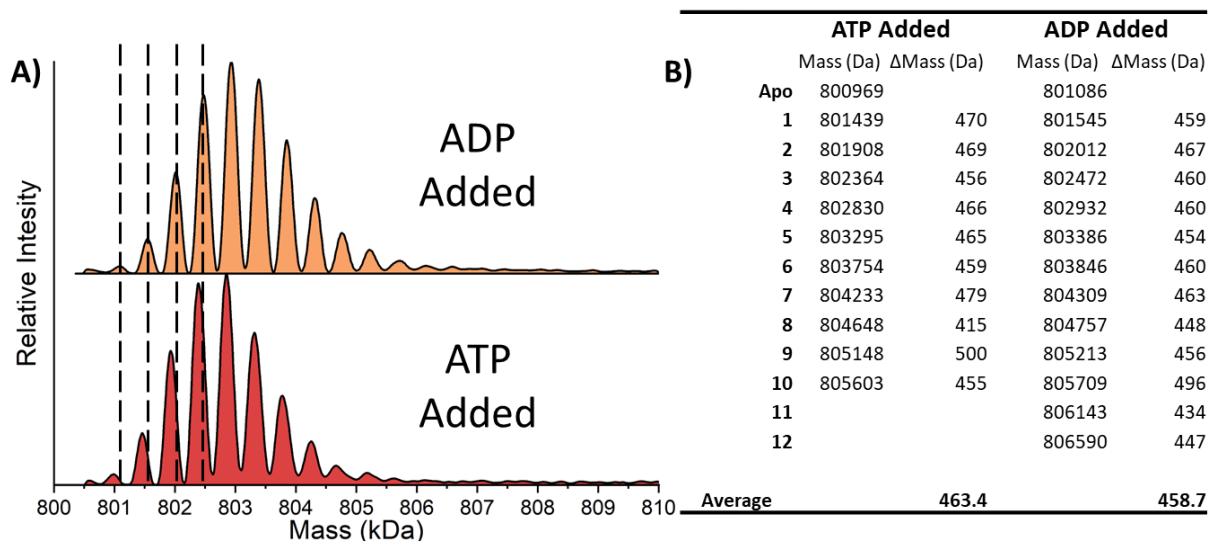 A)
Relative Intesity
ADP
Added
ATP
Added
800 801 802 803 804 805 806 807 808 809 810
Mass (kDa)
B)
ATP Added ADP Added
Mass (Da) ΔMass (Da) Mass (Da) ΔMass (Da)
Apo 800969 801086
1 801439 470 801545 459
2 801908 469 802012 467
3 802364 456 802472 460
4 802830 466 802932 460
5 803295 465 803386 454
6 803754 459 803846 460
7 804233 479 804309 463
8 804648 415 804757 448
9 805148 500 805213 456
10 805603 455 805709 496
11 806143 434
12 806590 447
Average 463.4 458.7